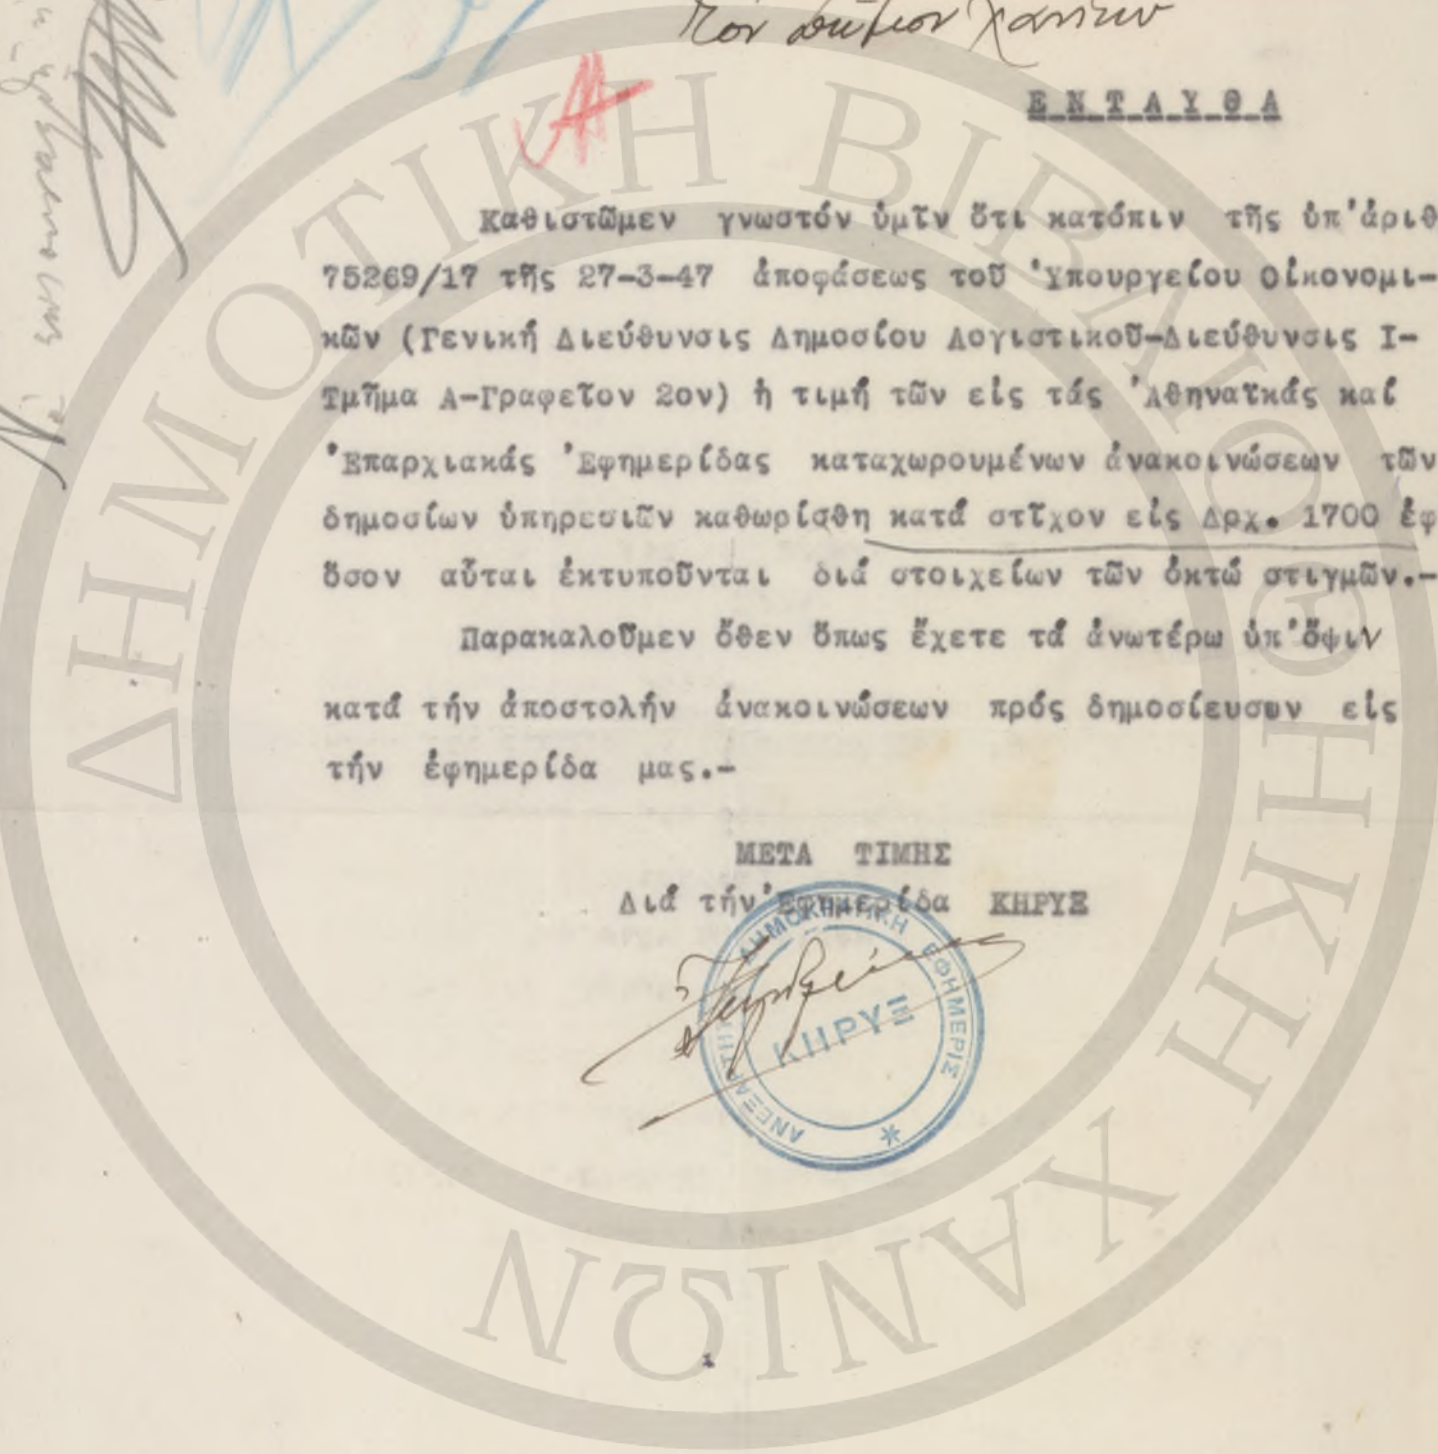 τον Δήμον Χανίων
ΕΝΤΑΥΘΑ
Καθιστῶμεν γνωστόν ὑμῖν ὅτι κατόπιν τῆς ὑπ'ἀριθ
75269/17 τῆς 27-3-47 ἀποφάσεως τοῦ Ὑπουργείου Οἰκονομι-
κῶν (Γενική Διεύθυνσις Δημοσίου Λογιστικοῦ-Διεύθυνσις Ι-
Τμῆμα Α-Γραφεῖον 2ον) ἡ τιμή τῶν εἰς τάς Ἀθηναϊκάς καί
Ἐπαρχιακάς Ἐφημερίδας καταχωρουμένων ἀνακοινώσεων τῶν
δημοσίων ὑπηρεσιῶν καθωρίσθη κατά στῖχον εἰς Δρχ. 1700 ἐφ
ὅσον αὗται ἐκτυποῦνται διά στοιχείων τῶν ὀκτώ στιγμῶν.-
Παρακαλοῦμεν ὅθεν ὅπως ἔχετε τά ἀνωτέρω ὑπ'ὄψιν
κατά τήν ἀποστολήν ἀνακοινώσεων πρός δημοσίευσυν εἰς
τήν ἐφημερίδα μας.-
ΜΕΤΑ ΤΙΜΗΣ
Διά τήν Ἐφημερίδα ΚΗΡΥΞ
ΔΗΜΟΚΡΑΤΙΚΗ ΕΦΗΜΕΡΙΣ
ΚΗΡΥΞ
ΔΗΜΟΤΙΚΗ ΒΙΒΛΙΟΘΗΚΗ ΧΑΝΙΩΝ